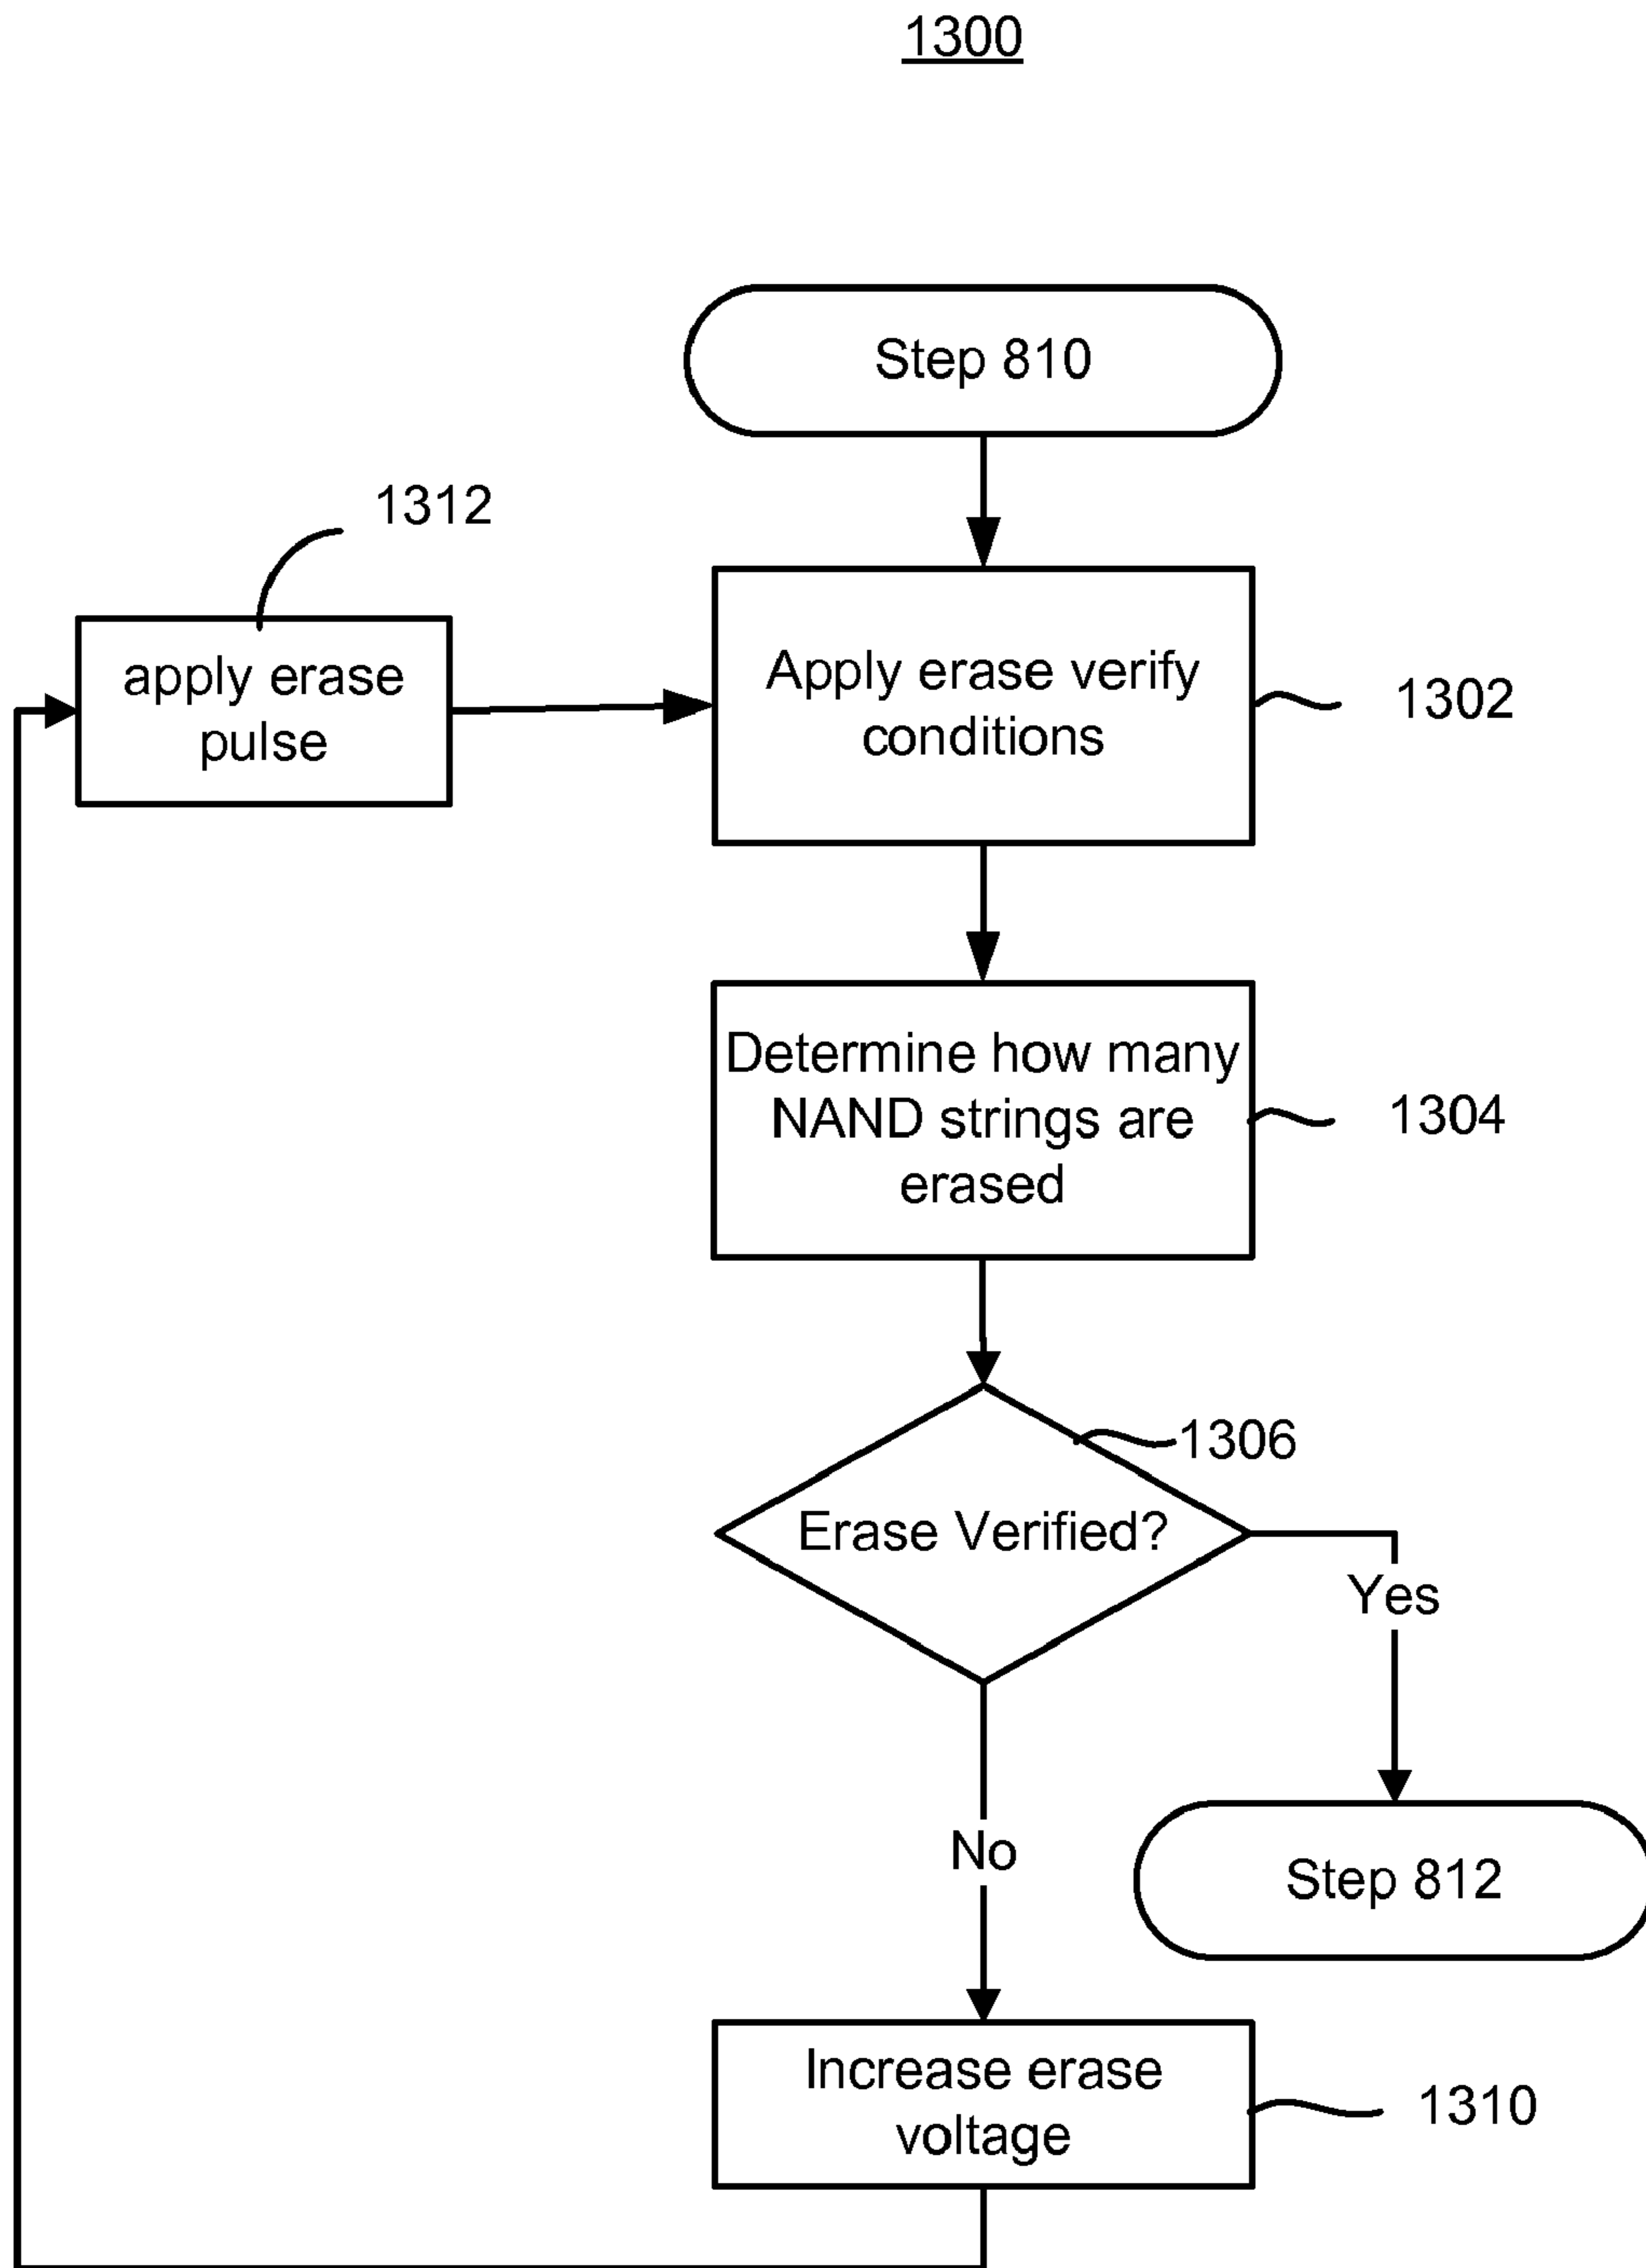 1300
Step 810
1312
apply erase
pulse
Apply erase verify
conditions
1302
Determine how many
NAND strings are
erased
1304
1306
Erase Verified?
Yes
No
Step 812
Increase erase
voltage
1310